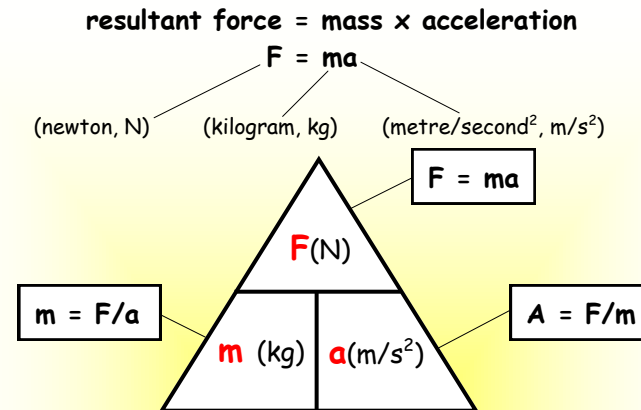 resultant force = mass x acceleration
F = ma
(newton, N) (kilogram, kg) (metre/second², m/s²)
F = ma
F(N)
m = F/a
A = F/m
m (kg) a(m/s²)